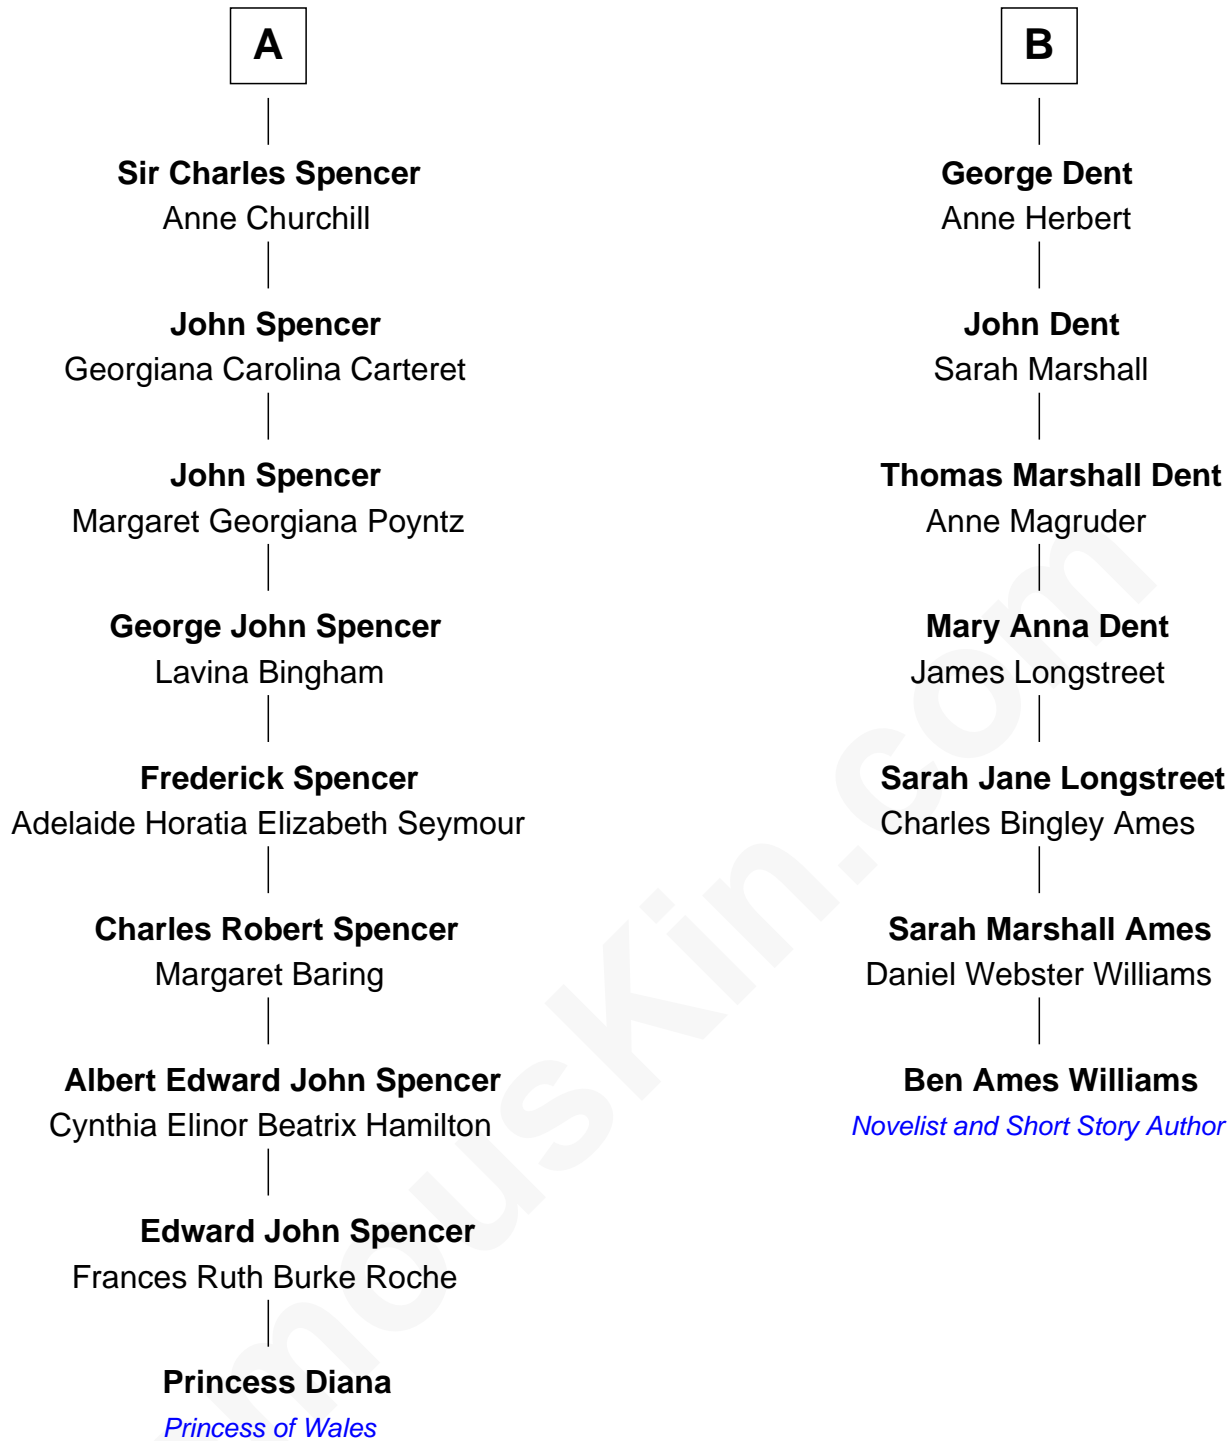 A
Sir Charles Spencer
Anne Churchill
John Spencer
Georgiana Carolina Carteret
John Spencer
Margaret Georgiana Poyntz
George John Spencer
Lavina Bingham
Frederick Spencer
Adelaide Horatia Elizabeth Seymour
Charles Robert Spencer
Margaret Baring
Albert Edward John Spencer
Cynthia Elinor Beatrix Hamilton
Edward John Spencer
Frances Ruth Burke Roche
Princess Diana
Princess of Wales
B
George Dent
Anne Herbert
John Dent
Sarah Marshall
Thomas Marshall Dent
Anne Magruder
Mary Anna Dent
James Longstreet
Sarah Jane Longstreet
Charles Bingley Ames
Sarah Marshall Ames
Daniel Webster Williams
Ben Ames Williams
Novelist and Short Story Author
mousKin.com